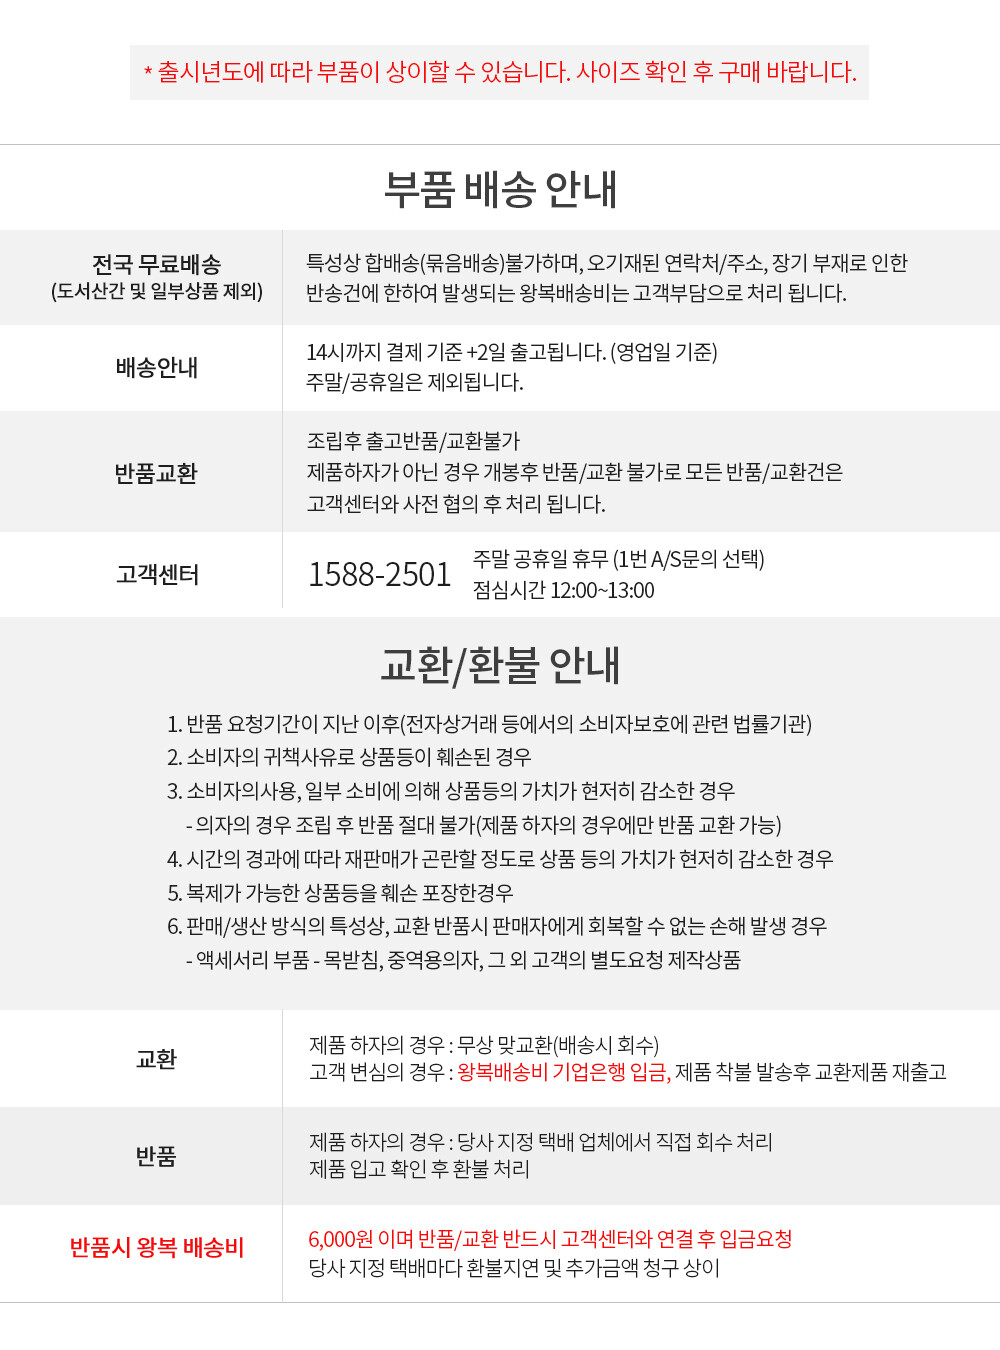 * 출시년도에 따라 부품이 상이할 수 있습니다. 사이즈 확인 후 구매 바랍니다.
부품 배송 안내
전국 무료배송
(도서산간 및 일부상품 제외)
특성상 합배송(묶음배송)불가하며, 오기재된 연락처/주소, 장기 부재로 인한
반송건에 한하여 발생되는 왕복배송비는 고객부담으로 처리 됩니다.
배송안내
14시까지 결제 기준 +2일 출고됩니다. (영업일 기준)
주말/공휴일은 제외됩니다.
반품교환
조립후 출고반품/교환불가
제품하자가 아닌 경우 개봉후 반품/교환 불가로 모든 반품/교환건은
고객센터와 사전 협의 후 처리 됩니다.
고객센터
1588-2501
주말 공휴일 휴무 (1번 A/S문의 선택)
점심시간 12:00~13:00
교환/환불 안내
1. 반품 요청기간이 지난 이후(전자상거래 등에서의 소비자보호에 관련 법률기관)
2. 소비자의 귀책사유로 상품등이 훼손된 경우
3. 소비자의사용, 일부 소비에 의해 상품등의 가치가 현저히 감소한 경우
- 의자의 경우 조립 후 반품 절대 불가(제품 하자의 경우에만 반품 교환 가능)
4. 시간의 경과에 따라 재판매가 곤란할 정도로 상품 등의 가치가 현저히 감소한 경우
5. 복제가 가능한 상품등을 훼손 포장한경우
6. 판매/생산 방식의 특성상, 교환 반품시 판매자에게 회복할 수 없는 손해 발생 경우
- 액세서리 부품 - 목받침, 중역용의자, 그 외 고객의 별도요청 제작상품
교환
제품 하자의 경우 : 무상 맞교환(배송시 회수)
고객 변심의 경우 : 왕복배송비 기업은행 입금, 제품 착불 발송후 교환제품 재출고
반품
제품 하자의 경우 : 당사 지정 택배 업체에서 직접 회수 처리
제품 입고 확인 후 환불 처리
반품시 왕복 배송비
6,000원 이며 반품/교환 반드시 고객센터와 연결 후 입금요청
당사 지정 택배마다 환불지연 및 추가금액 청구 상이